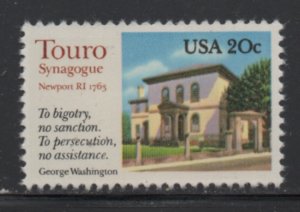 Touro
Synagogue
Newport RI 1763
To bigotry,
no sanction.
To persecution,
no assistance.
George Washington
USA 20c